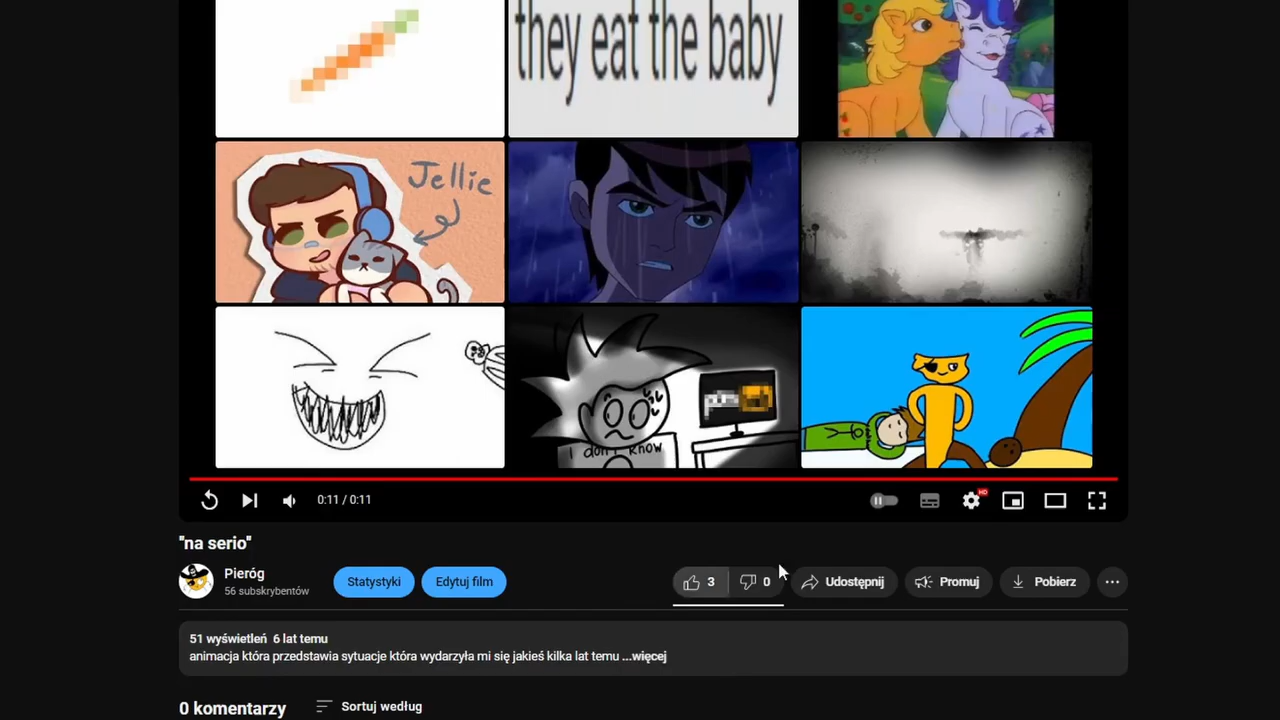 they eat the baby
Jellie
I don't know
0:11 / 0:11
HD
"na serio"
Pieróg
56 subskrybentów
Statystyki
Edytuj film
3
0
Udostępnij
Promuj
Pobierz
51 wyświetleń 6 lat temu
animacja która przedstawia sytuacje która wydarzyła mi się jakieś kilka lat temu ...więcej
0 komentarzy
Sortuj według